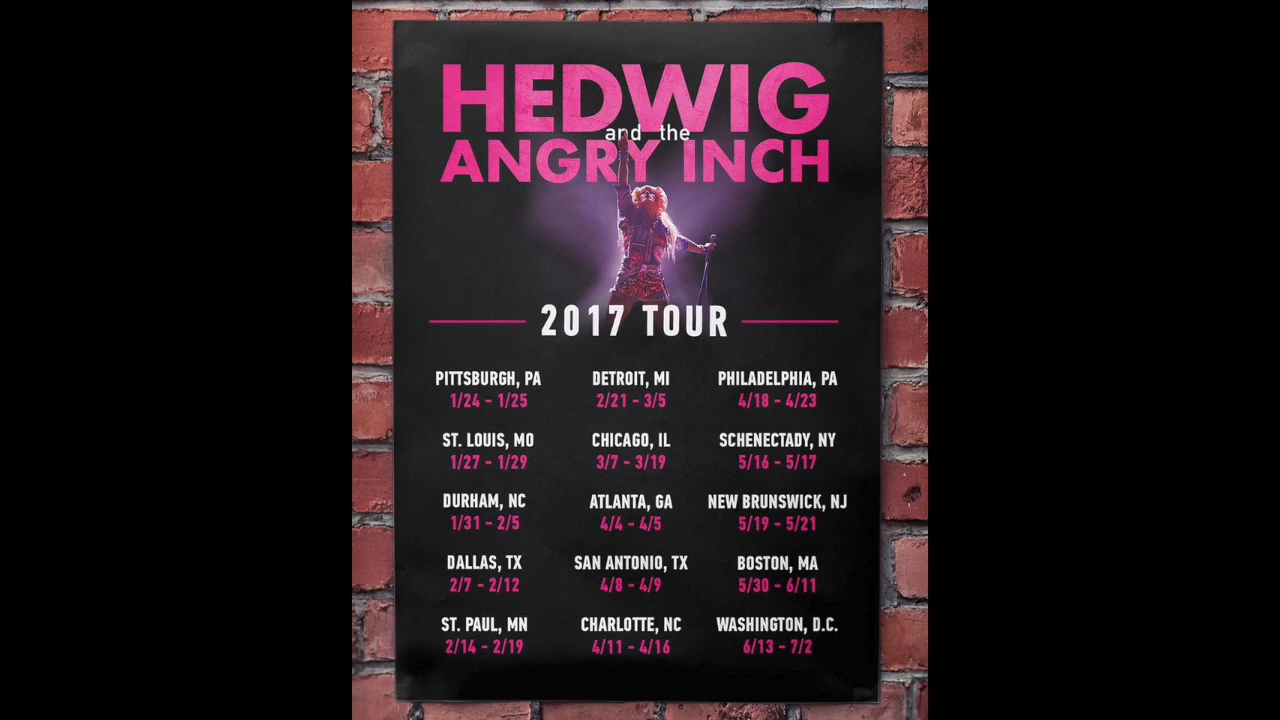 HEDWIG
and the
ANGRY INCH
2017 TOUR
PITTSBURGH, PA
1/24 - 1/25
ST. LOUIS, MO
1/27 - 1/29
DURHAM, NC
1/31 - 2/5
DALLAS, TX
2/7 - 2/12
ST. PAUL, MN
2/14 - 2/19
DETROIT, MI
2/21 - 3/5
CHICAGO, IL
3/7 - 3/19
ATLANTA, GA
4/4 - 4/5
SAN ANTONIO, TX
4/8 - 4/9
CHARLOTTE, NC
4/11 - 4/16
PHILADELPHIA, PA
4/18 - 4/23
SCHENECTADY, NY
5/16 - 5/17
NEW BRUNSWICK, NJ
5/19 - 5/21
BOSTON, MA
5/30 - 6/11
WASHINGTON, D.C.
6/13 - 7/2